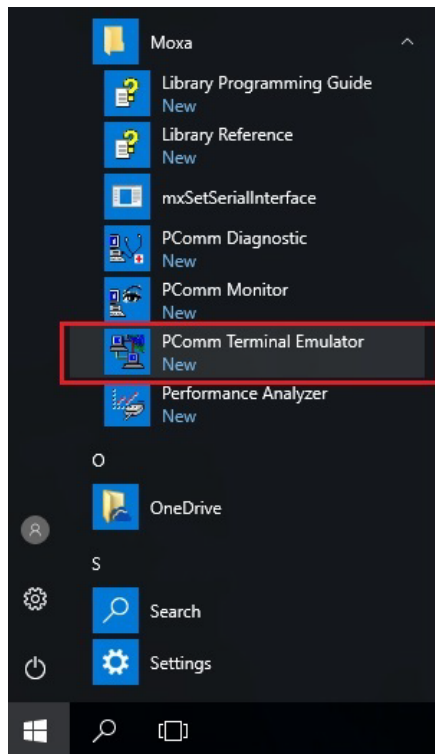 Moxa
Library Programming Guide
New
Library Reference
New
mxSetSerialInterface
PComm Diagnostic
New
PComm Monitor
New
PComm Terminal Emulator
New
Performance Analyzer
New
O
OneDrive
S
Search
Settings